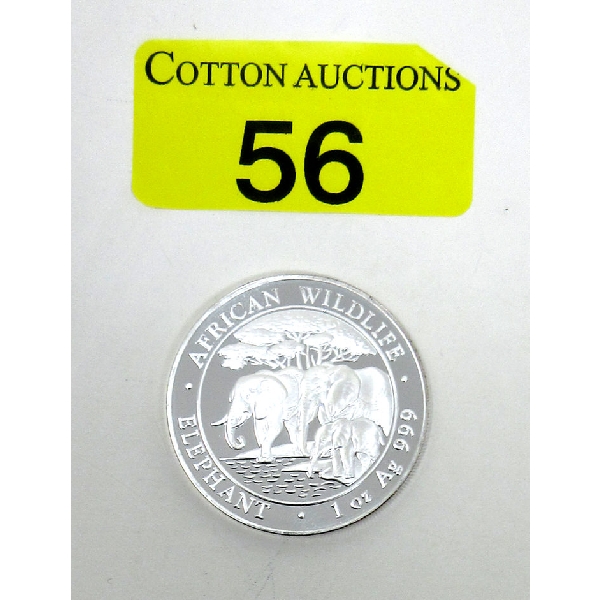 COTTON AUCTIONS
56
· AFRICAN WILDLIFE ·
ELEPHANT · 1 oz Ag 999